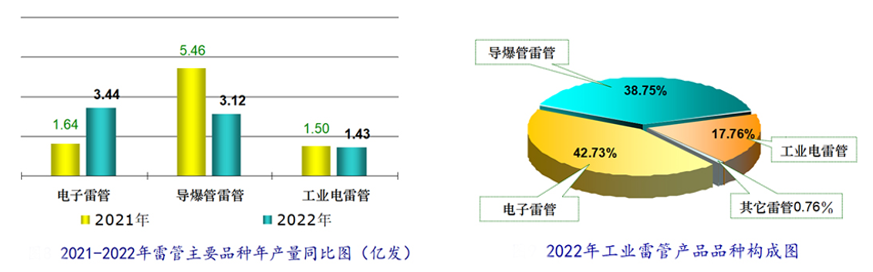 5.46
3.44
3.12
1.64
1.50
1.43
电子雷管
导爆管雷管
工业电雷管
2021年
2022年
2021-2022年雷管主要品种年产量同比图（亿发）
导爆管雷管
38.75%
17.76%
工业电雷管
42.73%
电子雷管
其它雷管0.76%
2022年工业雷管产品品种构成图